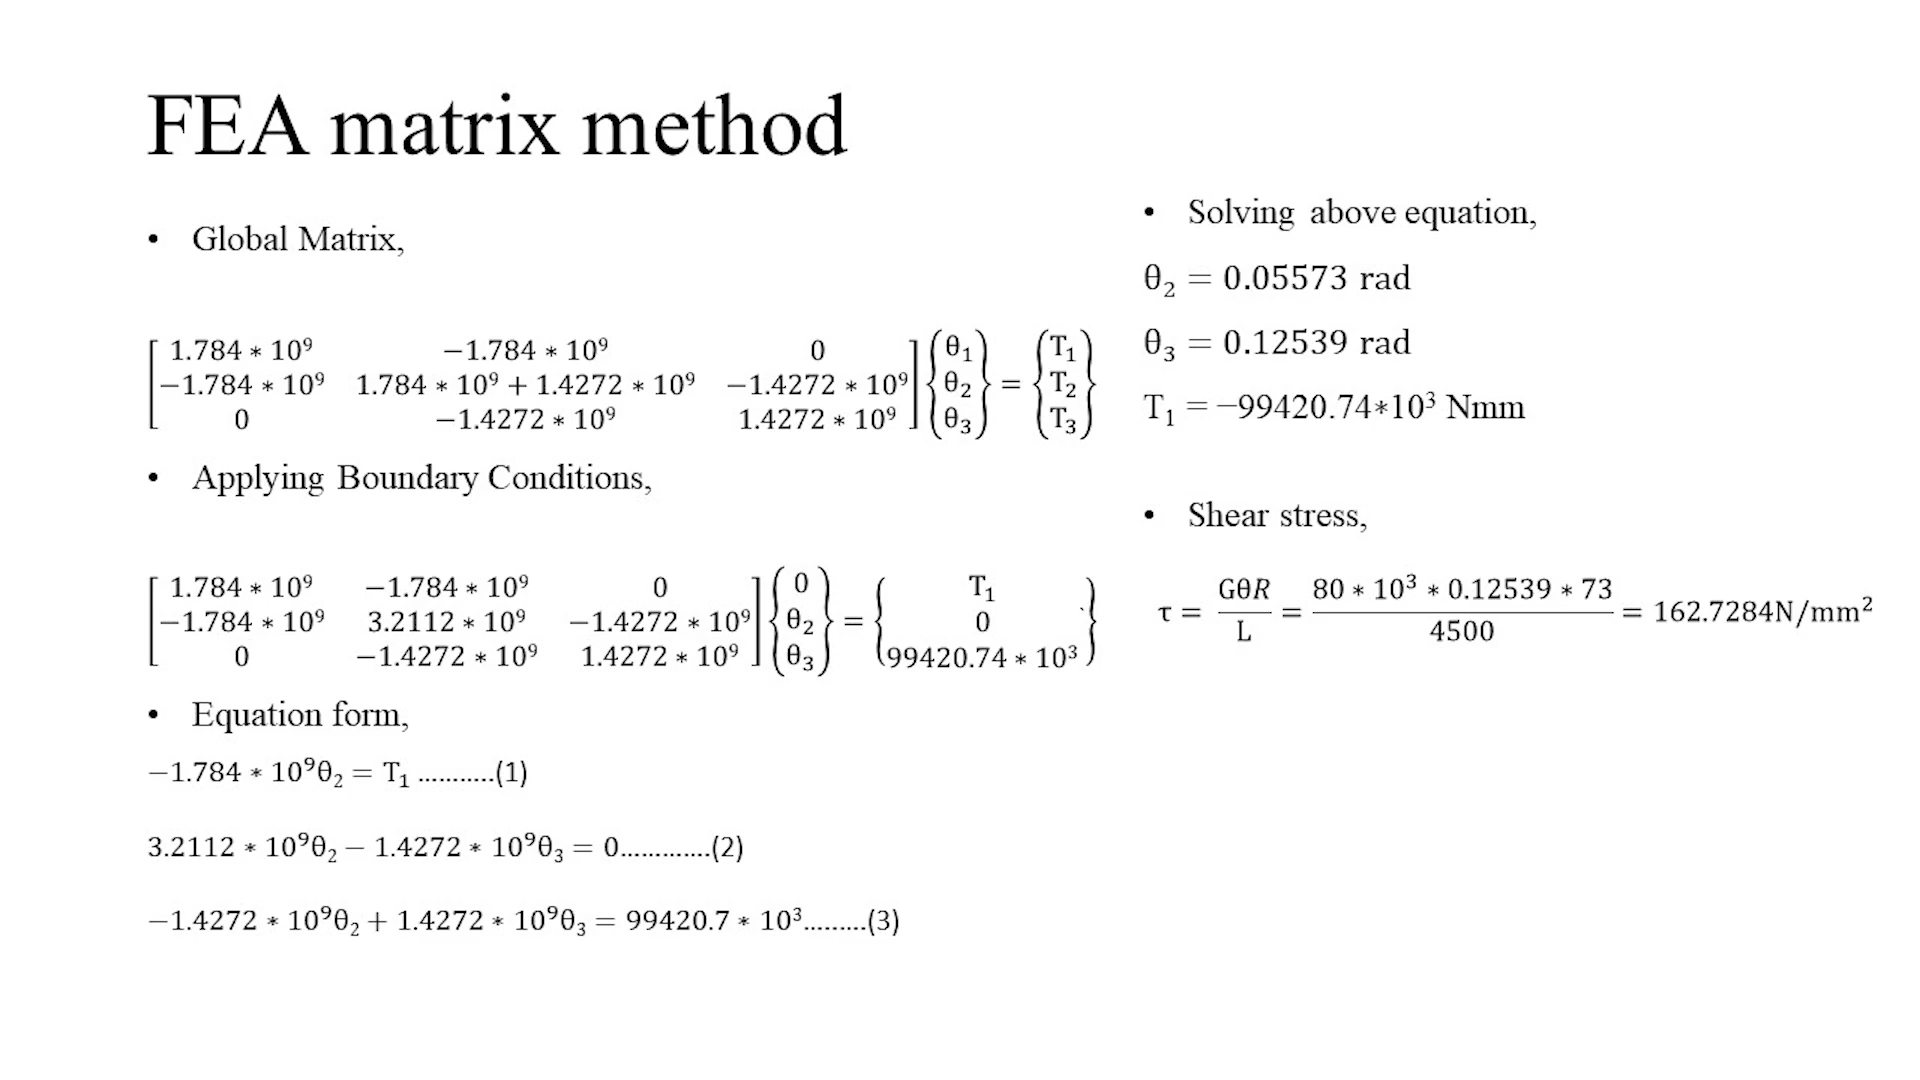 FEA matrix method
• Global Matrix,
[1.784 ∗ 10⁹ −1.784 ∗ 10⁹ 0] {θ₁} {T₁}
[−1.784 ∗ 10⁹ 1.784 ∗ 10⁹ + 1.4272 ∗ 10⁹ −1.4272 ∗ 10⁹] {θ₂} = {T₂}
[0 −1.4272 ∗ 10⁹ 1.4272 ∗ 10⁹] {θ₃} {T₃}
• Applying Boundary Conditions,
[1.784 ∗ 10⁹ −1.784 ∗ 10⁹ 0] {0} {T₁}
[−1.784 ∗ 10⁹ 3.2112 ∗ 10⁹ −1.4272 ∗ 10⁹] {θ₂} = {0}
[0 −1.4272 ∗ 10⁹ 1.4272 ∗ 10⁹] {θ₃} {99420.74 ∗ 10³}
• Equation form,
−1.784 ∗ 10⁹θ₂ = T₁ ...........(1)
3.2112 ∗ 10⁹θ₂ − 1.4272 ∗ 10⁹θ₃ = 0.............(2)
−1.4272 ∗ 10⁹θ₂ + 1.4272 ∗ 10⁹θ₃ = 99420.7 ∗ 10³.........(3)
• Solving above equation,
θ₂ = 0.05573 rad
θ₃ = 0.12539 rad
T₁ = −99420.74∗10³ Nmm
• Shear stress,
τ = GθR/L = 80 ∗ 10³ ∗ 0.12539 ∗ 73/4500 = 162.7284N/mm²